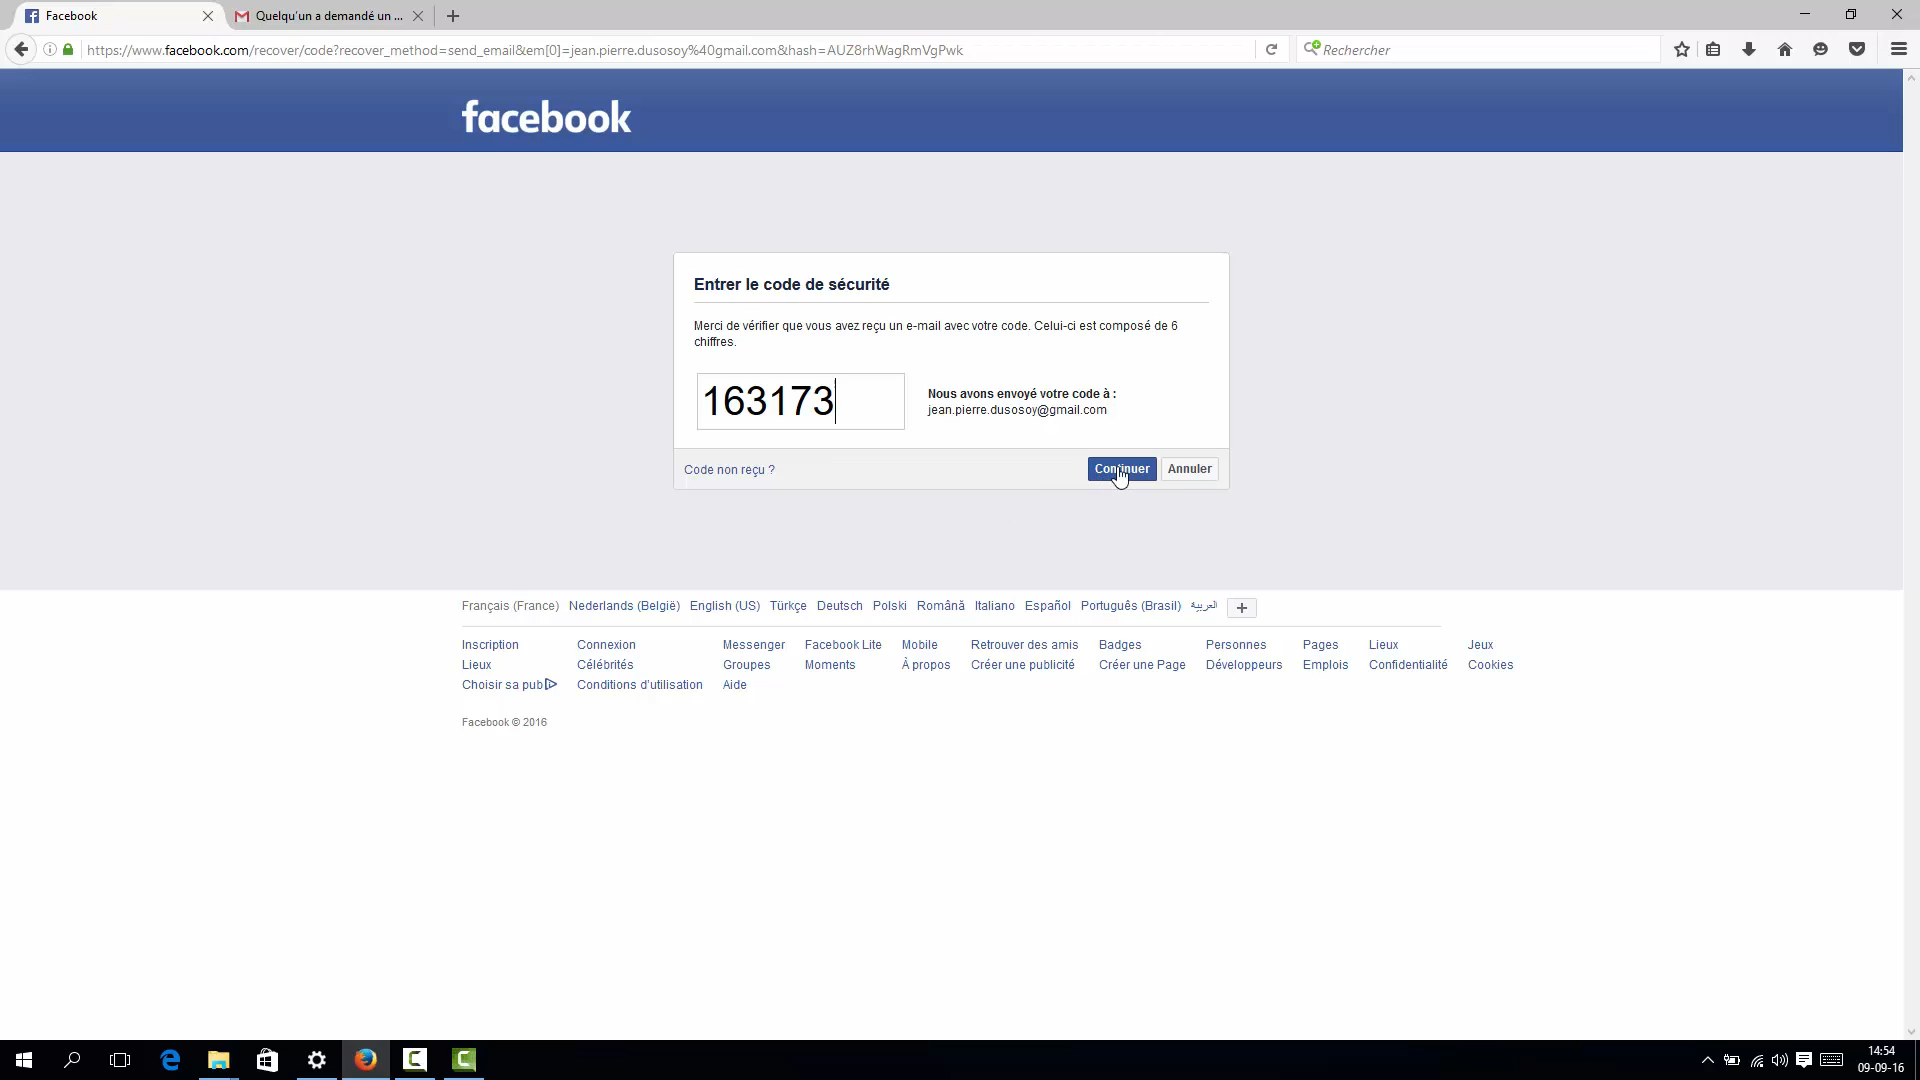 Facebook
Quelqu'un a demandé un ...
https://www.facebook.com/recover/code?recover_method=send_email&em[0]=jean.pierre.dusosoy%40gmail.com&hash=AUZ8rhWagRmVgPwk
Rechercher
facebook
Entrer le code de sécurité
Merci de vérifier que vous avez reçu un e-mail avec votre code. Celui-ci est composé de 6
chiffres.
163173
Nous avons envoyé votre code à :
jean.pierre.dusosoy@gmail.com
Code non reçu ?
Continuer
Annuler
Français (France) Nederlands (België) English (US) Türkçe Deutsch Polski Română Italiano Español Português (Brasil) العربية +
Inscription Connexion Messenger Facebook Lite Mobile Retrouver des amis Badges Personnes Pages Lieux Jeux
Lieux Célébrités Groupes Moments À propos Créer une publicité Créer une Page Développeurs Emplois Confidentialité Cookies
Choisir sa pub Conditions d'utilisation Aide
Facebook © 2016
14:54
09-09-16